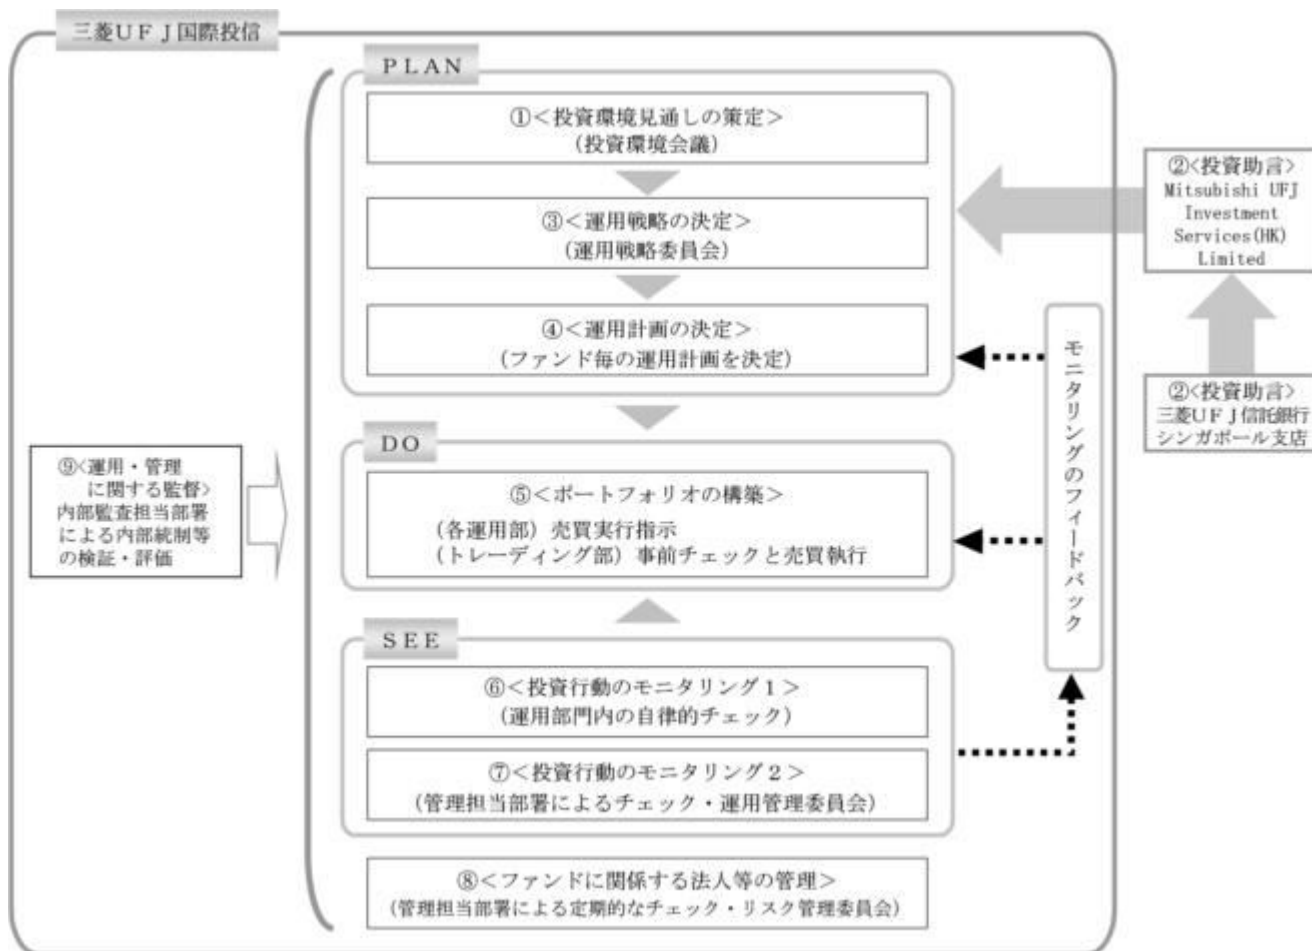 三菱ＵＦＪ国際投信
ＰＬＡＮ
①＜投資環境見通しの策定＞
（投資環境会議）
③＜運用戦略の決定＞
（運用戦略委員会）
④＜運用計画の決定＞
（ファンド毎の運用計画を決定）
②<投資助言>
Mitsubishi UFJ
Investment
Services(HK)
Limited
②<投資助言>
三菱ＵＦＪ信託銀行
シンガポール支店
モニタリングのフィードバック
ＤＯ
⑤＜ポートフォリオの構築＞
（各運用部）売買実行指示
（トレーディング部）事前チェックと売買執行
⑨<運用・管理
に関する監督>
内部監査担当部署
による内部統制等
の検証・評価
ＳＥＥ
⑥＜投資行動のモニタリング１＞
（運用部門内の自律的チェック）
⑦＜投資行動のモニタリング２＞
（管理担当部署によるチェック・運用管理委員会）
⑧＜ファンドに関係する法人等の管理＞
（管理担当部署による定期的なチェック・リスク管理委員会）